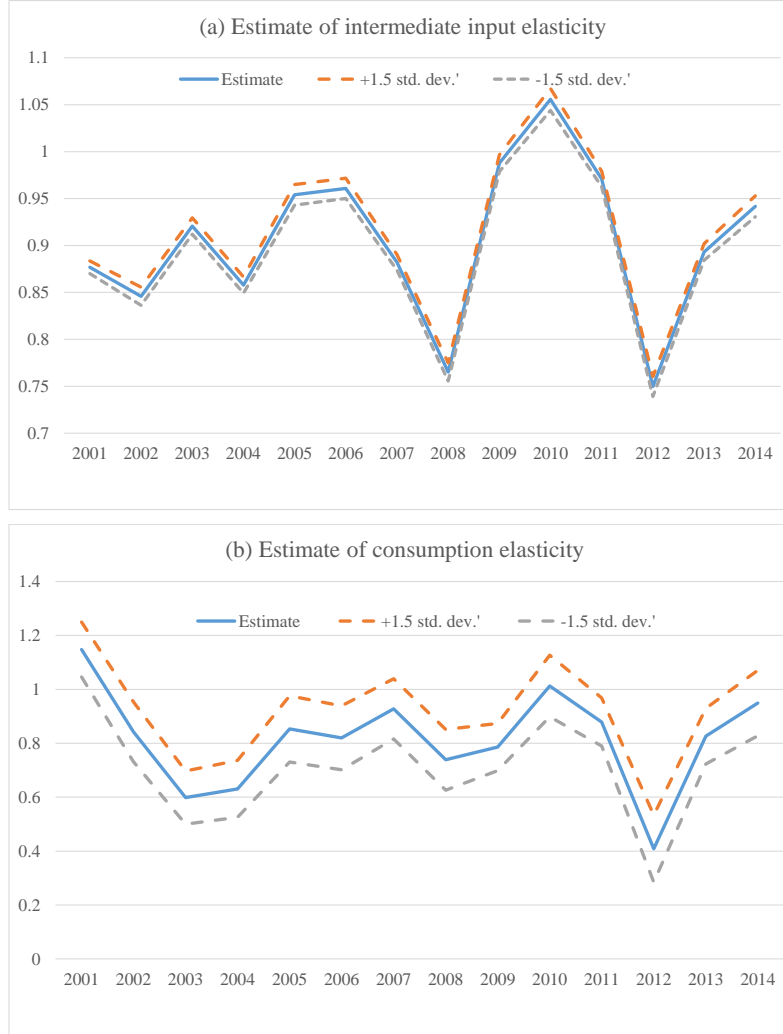 (a) Estimate of intermediate input elasticity
1.1
Estimate +1.5 std. dev.' -1.5 std. dev.'
1.05
1
0.95
0.9
0.85
0.8
0.75
0.7
2001 2002 2003 2004 2005 2006 2007 2008 2009 2010 2011 2012 2013 2014
(b) Estimate of consumption elasticity
1.4
Estimate +1.5 std. dev.' -1.5 std. dev.'
1.2
1
0.8
0.6
0.4
0.2
0
2001 2002 2003 2004 2005 2006 2007 2008 2009 2010 2011 2012 2013 2014